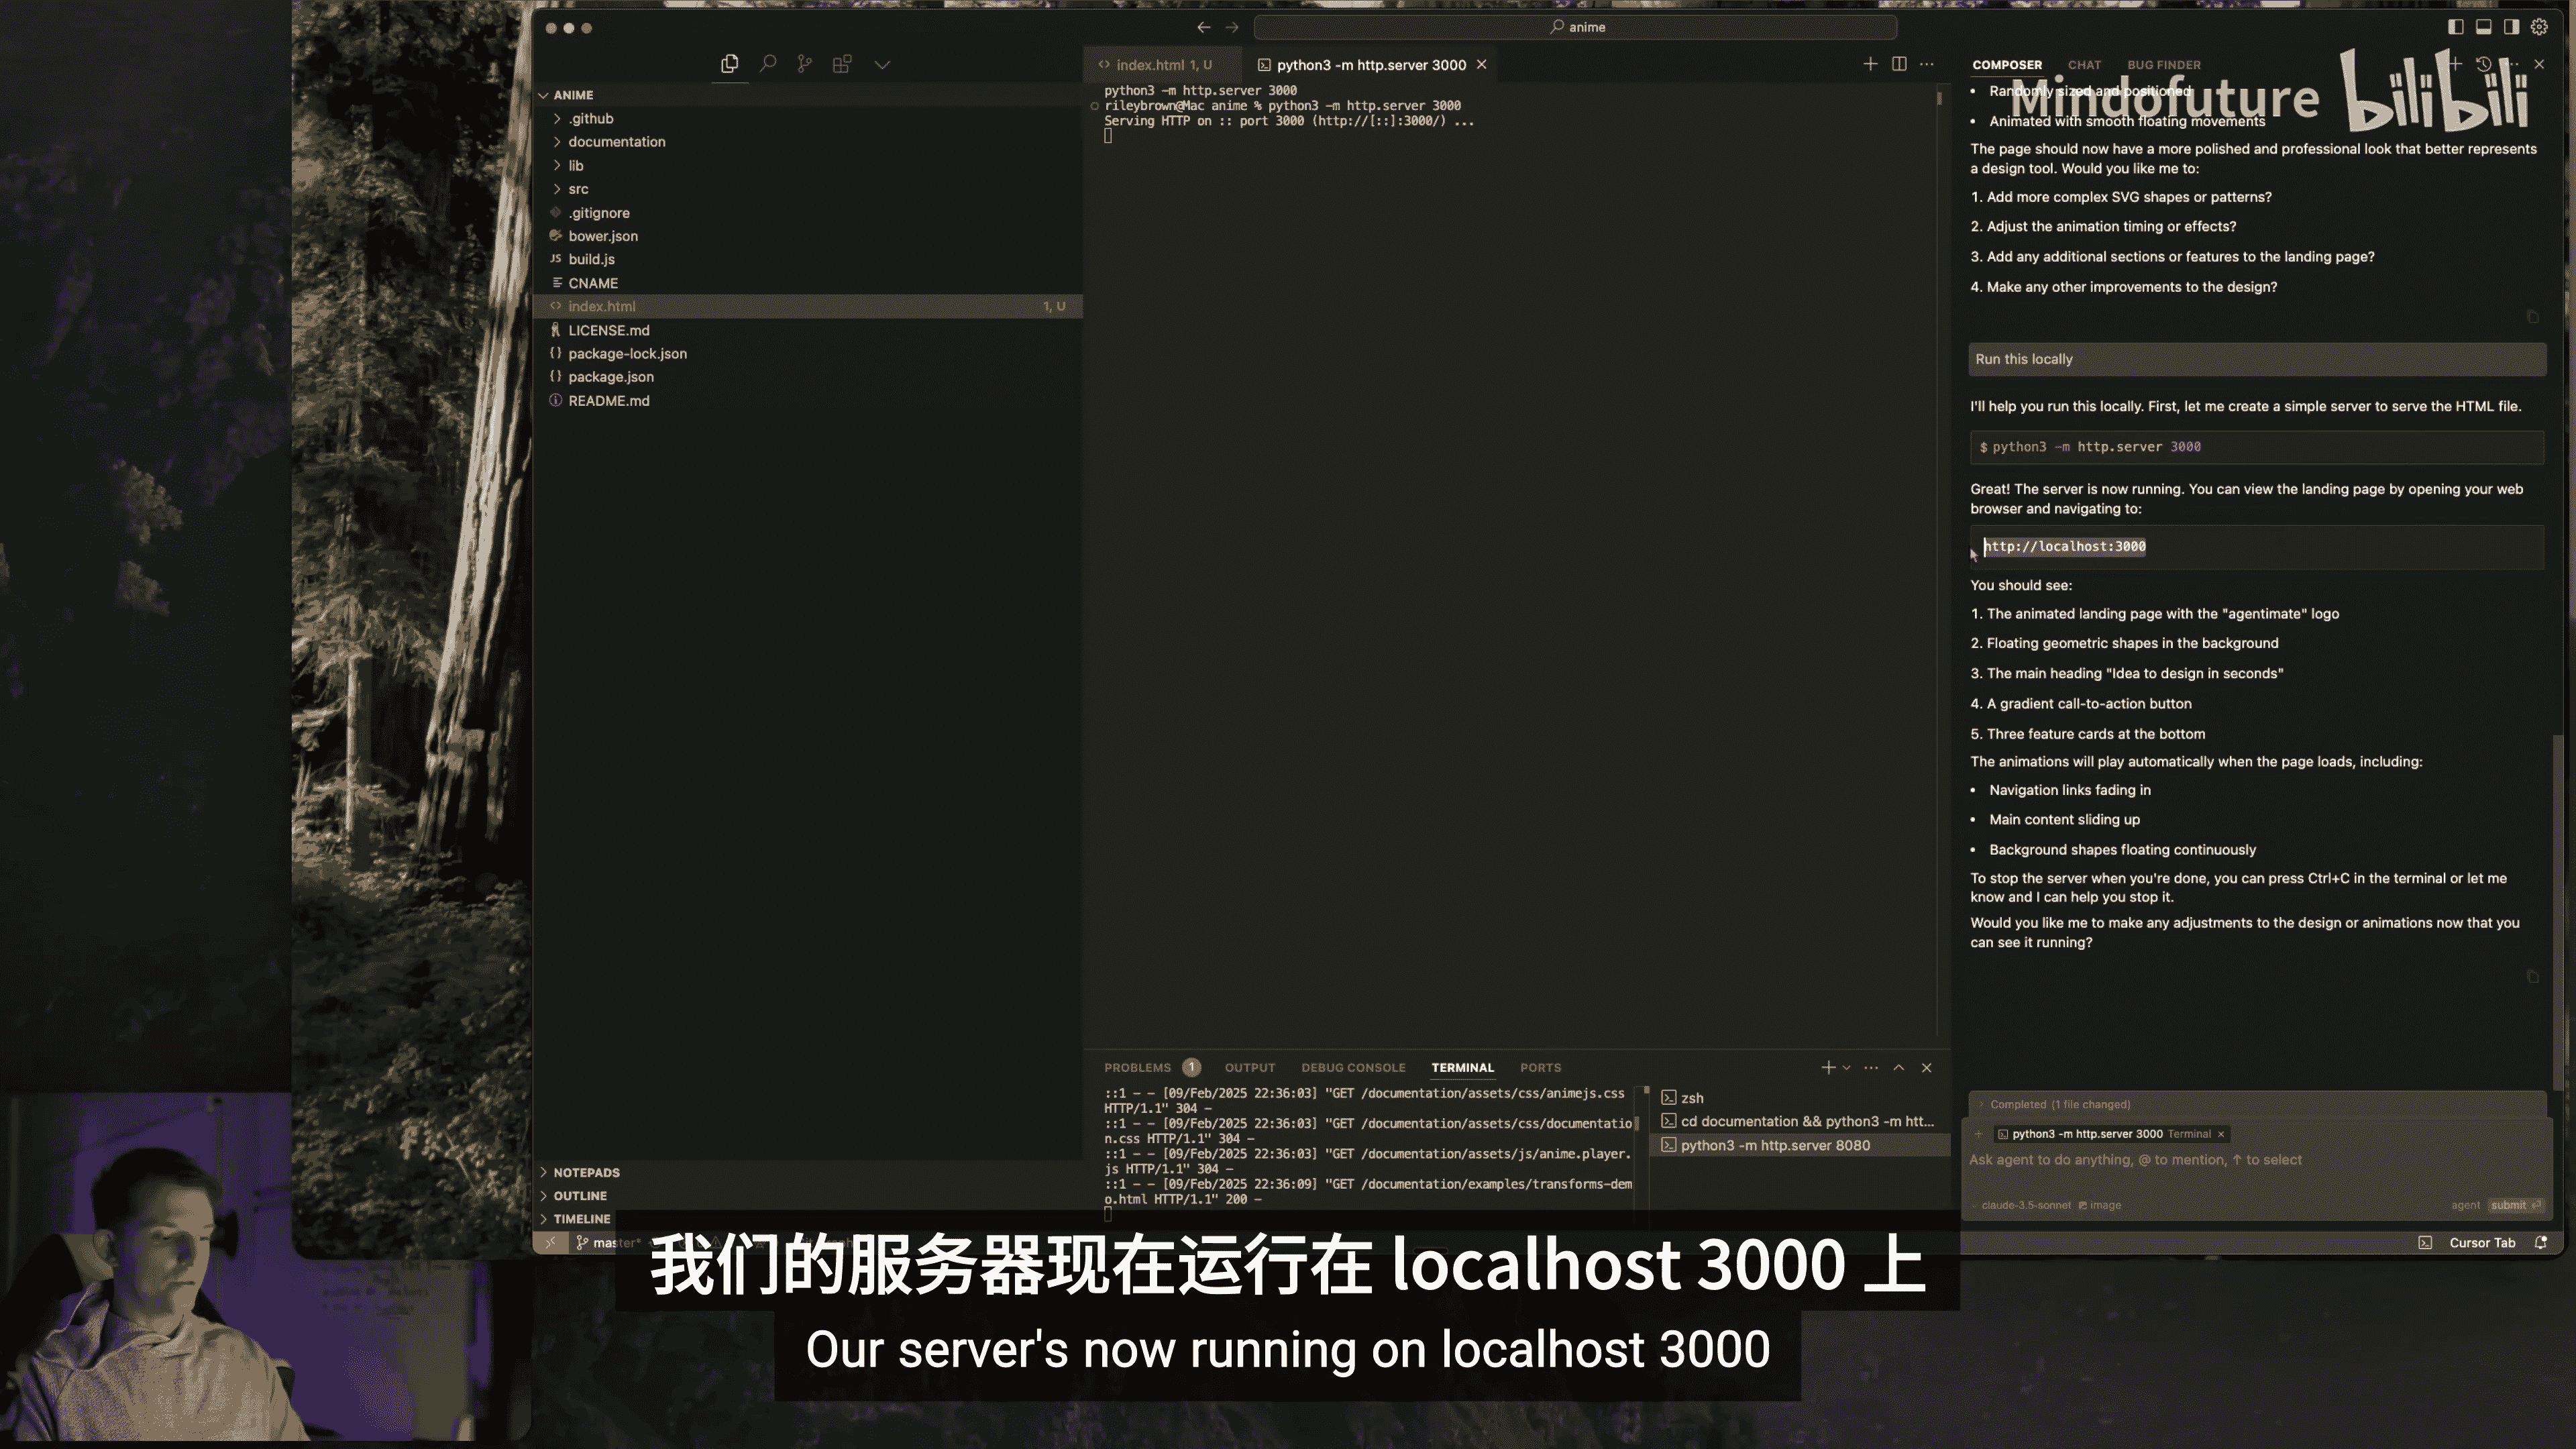 anime
ANIME
.github
documentation
lib
src
.gitignore
bower.json
JS build.js
CNAME
index.html 1, U
LICENSE.md
package-lock.json
package.json
README.md
NOTEPADS
OUTLINE
TIMELINE
master*
index.html 1, U
python3 -m http.server 3000
python3 -m http.server 3000
rileybrown@Mac anime % python3 -m http.server 3000
Serving HTTP on :: port 3000 (http://[::]:3000/) ...
PROBLEMS 1 OUTPUT DEBUG CONSOLE TERMINAL PORTS
::1 - - [09/Feb/2025 22:36:03] "GET /documentation/assets/css/animejs.css
HTTP/1.1" 304 -
::1 - - [09/Feb/2025 22:36:03] "GET /documentation/assets/css/documentatio
n.css HTTP/1.1" 304 -
::1 - - [09/Feb/2025 22:36:03] "GET /documentation/assets/js/anime.player.
js HTTP/1.1" 304 -
::1 - - [09/Feb/2025 22:36:09] "GET /documentation/examples/transforms-dem
o.html HTTP/1.1" 200 -
zsh
cd documentation && python3 -m htt...
python3 -m http.server 8080
COMPOSER CHAT BUG FINDER
Mindofuture bilibili
• Randomly sized and positioned
• Animated with smooth floating movements
The page should now have a more polished and professional look that better represents
a design tool. Would you like me to:
1. Add more complex SVG shapes or patterns?
2. Adjust the animation timing or effects?
3. Add any additional sections or features to the landing page?
4. Make any other improvements to the design?
Run this locally
I'll help you run this locally. First, let me create a simple server to serve the HTML file.
$ python3 -m http.server 3000
Great! The server is now running. You can view the landing page by opening your web
browser and navigating to:
http://localhost:3000
You should see:
1. The animated landing page with the "agentimate" logo
2. Floating geometric shapes in the background
3. The main heading "Idea to design in seconds"
4. A gradient call-to-action button
5. Three feature cards at the bottom
The animations will play automatically when the page loads, including:
• Navigation links fading in
• Main content sliding up
• Background shapes floating continuously
To stop the server when you're done, you can press Ctrl+C in the terminal or let me
know and I can help you stop it.
Would you like me to make any adjustments to the design or animations now that you
can see it running?
Completed (1 file changed)
python3 -m http.server 3000 Terminal
Ask agent to do anything, @ to mention, ↑ to select
claude-3.5-sonnet image agent submit
Cursor Tab
我们的服务器现在运行在 localhost 3000 上
Our server's now running on localhost 3000